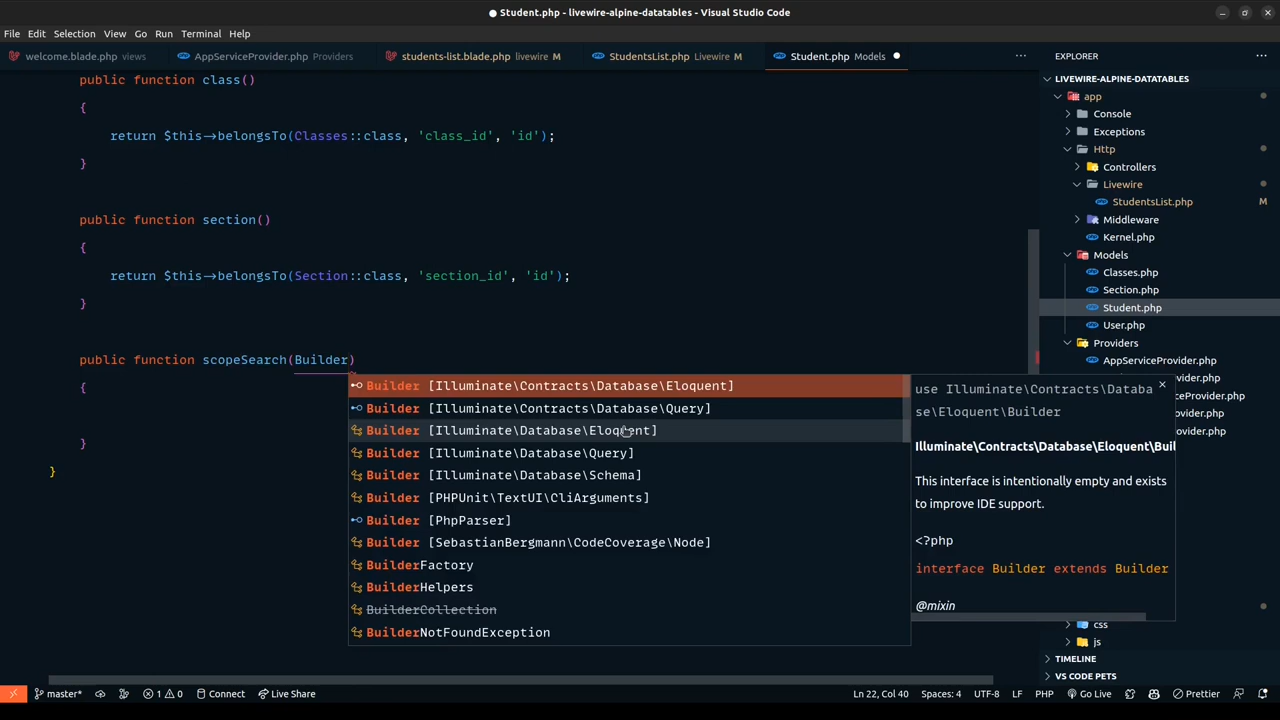 Student.php - livewire-alpine-datatables - Visual Studio Code
File Edit Selection View Go Run Terminal Help
welcome.blade.php views AppServiceProvider.php Providers students-list.blade.php livewire M StudentsList.php Livewire M Student.php Models
public function class()
{
return $this->belongsTo(Classes::class, 'class_id', 'id');
}
public function section()
{
return $this->belongsTo(Section::class, 'section_id', 'id');
}
public function scopeSearch(Builder)
{
}
}
Builder [Illuminate\Contracts\Database\Eloquent]
Builder [Illuminate\Contracts\Database\Query]
Builder [Illuminate\Database\Eloquent]
Builder [Illuminate\Database\Query]
Builder [Illuminate\Database\Schema]
Builder [PHPUnit\TextUI\CliArguments]
Builder [PhpParser]
Builder [SebastianBergmann\CodeCoverage\Node]
BuilderFactory
BuilderHelpers
BuilderCollection
BuilderNotFoundException
use Illuminate\Contracts\Databa
se\Eloquent\Builder
Illuminate\Contracts\Database\Eloquent\Buil
This interface is intentionally empty and exists
to improve IDE support.
<?php
interface Builder extends Builder
@mixin
EXPLORER
LIVEWIRE-ALPINE-DATATABLES
app
Console
Exceptions
Http
Controllers
Livewire
StudentsList.php M
Middleware
Kernel.php
Models
Classes.php
Section.php
Student.php
User.php
Providers
AppServiceProvider.php
rvider.php
viceProvider.php
vider.php
ovider.php
css
js
TIMELINE
VS CODE PETS
master* 1 0 Connect Live Share Ln 22, Col 40 Spaces: 4 UTF-8 LF PHP Go Live Prettier